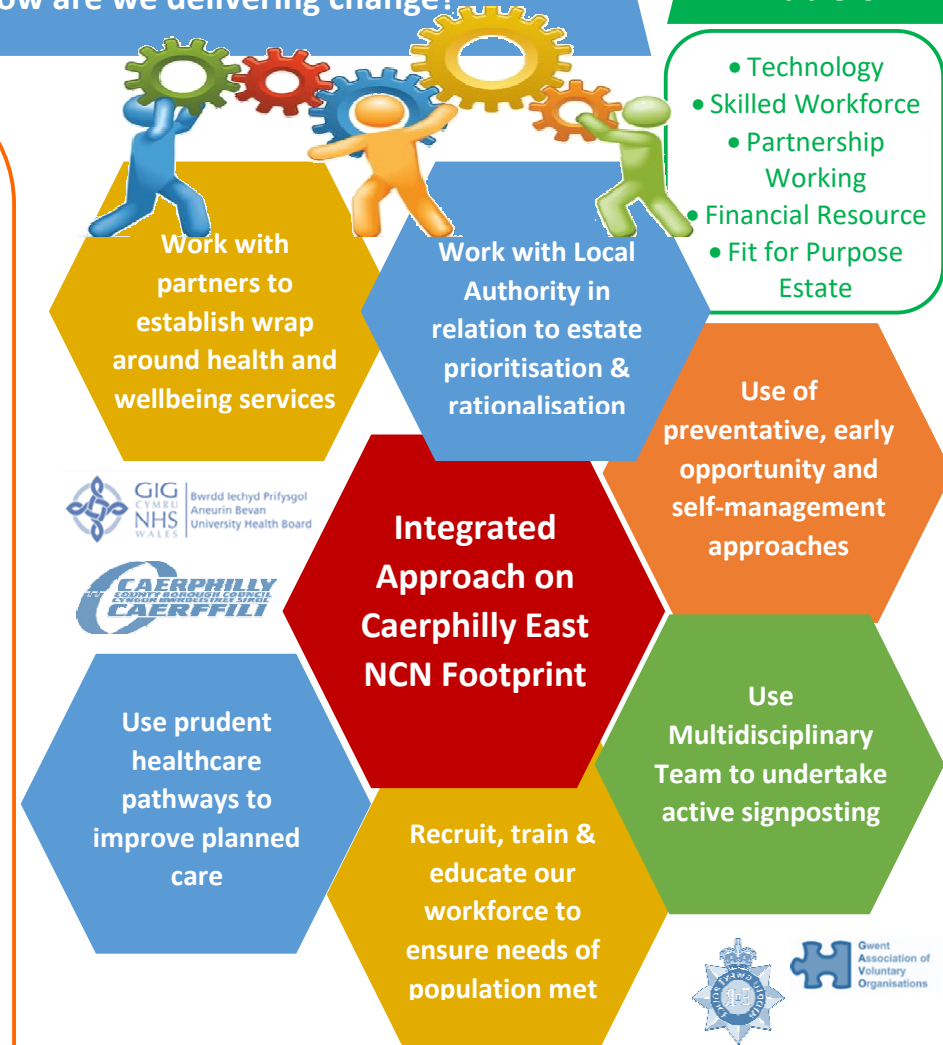 ow are we delivering change?
• Technology
• Skilled Workforce
• Partnership
Working
• Financial Resource
• Fit for Purpose
Estate
Work with
partners to
establish wrap
around health and
wellbeing services
Work with Local
Authority in
relation to estate
prioritisation &
rationalisation
Use of
preventative, early
opportunity and
self-management
approaches
GIG
CYMRU
NHS
WALES
Bwrdd Iechyd Prifysgol
Aneurin Bevan
University Health Board
CAERPHILLY
COUNTY BOROUGH COUNCIL
CYNGOR BWRDEISTREF SIROL
CAERFFILI
Integrated
Approach on
Caerphilly East
NCN Footprint
Use prudent
healthcare
pathways to
improve planned
care
Use
Multidisciplinary
Team to undertake
active signposting
Recruit, train &
educate our
workforce to
ensure needs of
population met
Gwent
Association of
Voluntary
Organisations